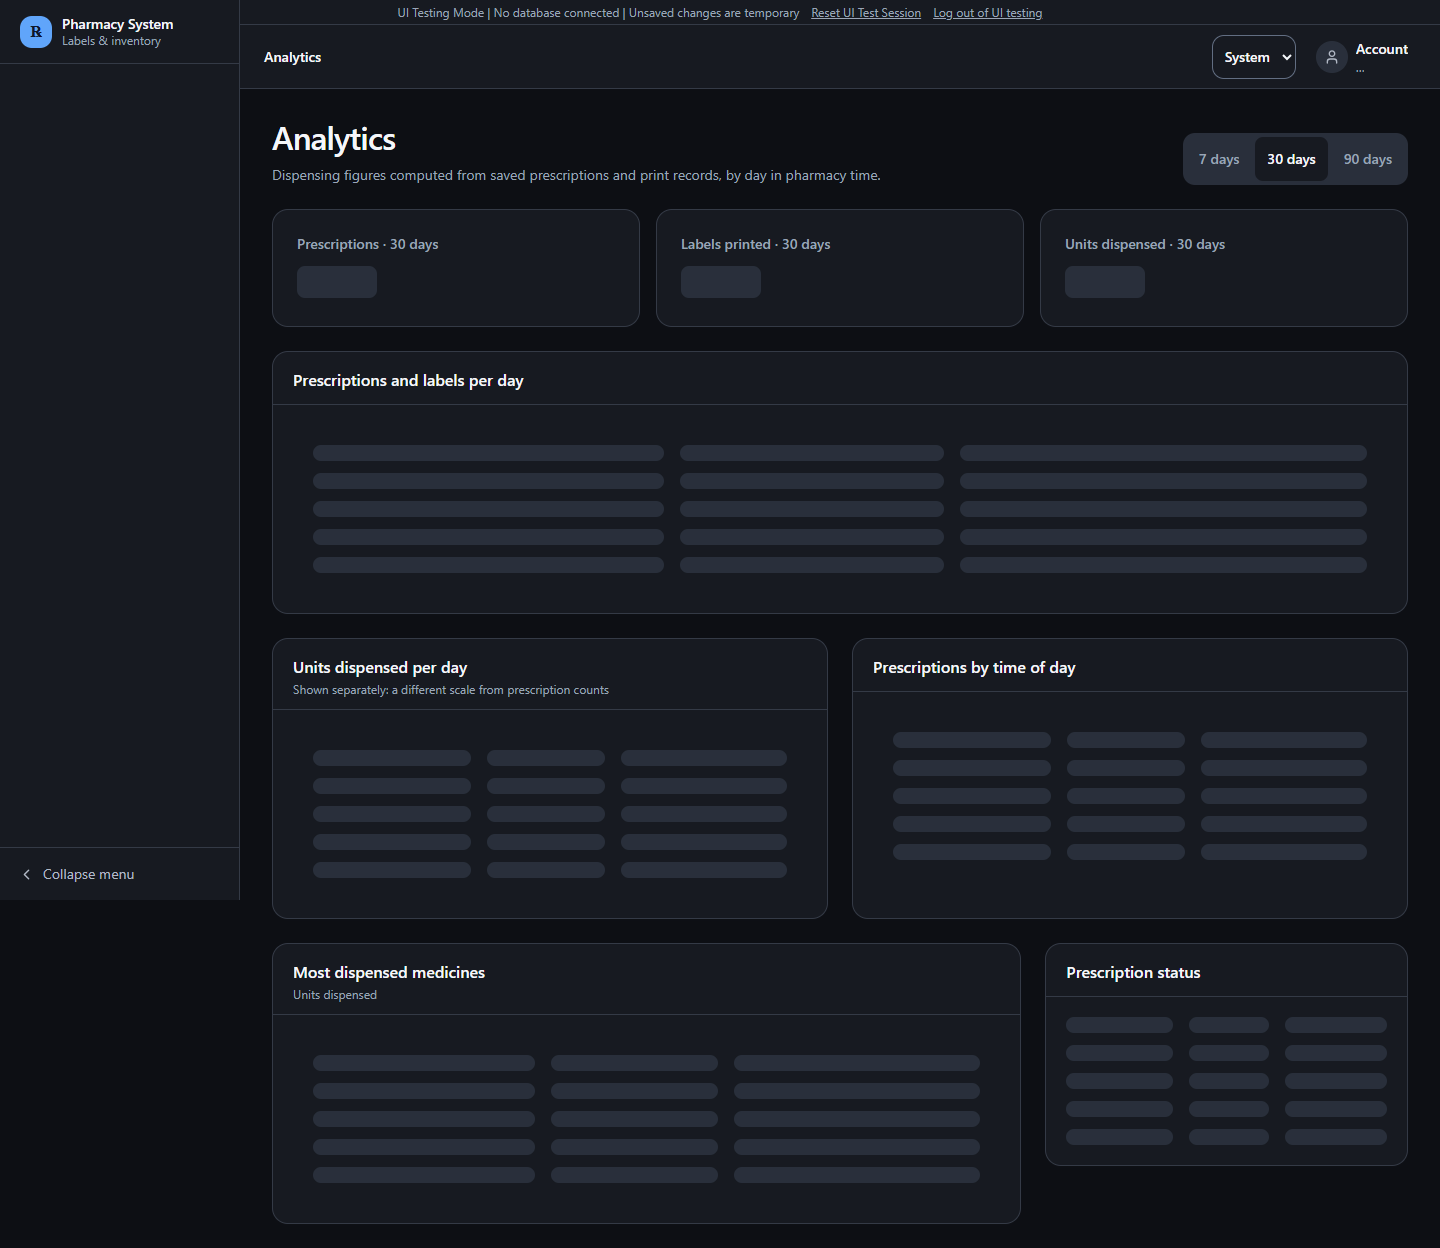 ℞
Pharmacy System
Labels & inventory
UI Testing Mode | No database connected | Unsaved changes are temporary Reset UI Test Session Log out of UI testing
Analytics
System
Account
...
Analytics
Dispensing figures computed from saved prescriptions and print records, by day in pharmacy time.
7 days 30 days 90 days
Prescriptions · 30 days
Labels printed · 30 days
Units dispensed · 30 days
Prescriptions and labels per day
Units dispensed per day
Shown separately: a different scale from prescription counts
Prescriptions by time of day
Collapse menu
Most dispensed medicines
Units dispensed
Prescription status